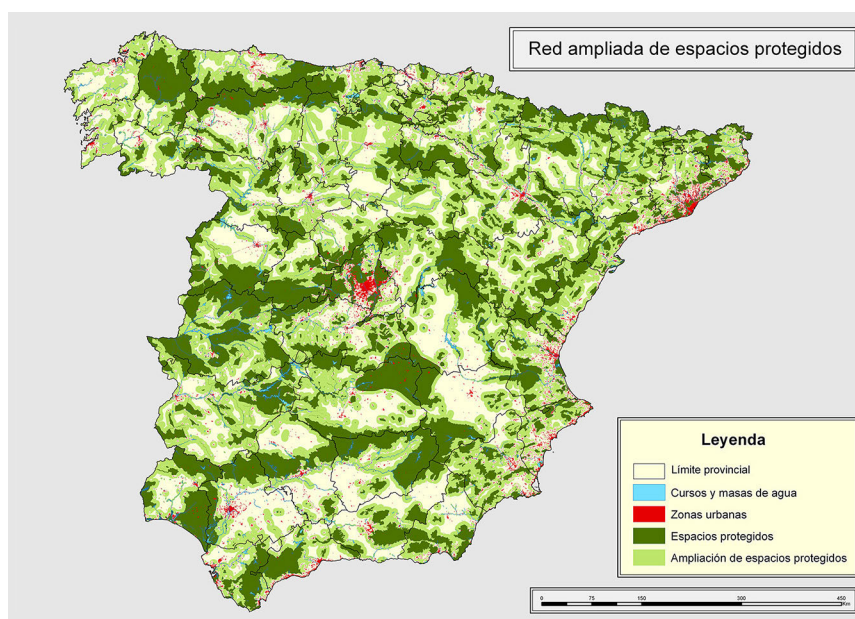 Red ampliada de espacios protegidos
Leyenda
Límite provincial
Cursos y masas de agua
Zonas urbanas
Espacios protegidos
Ampliación de espacios protegidos
0 75 150 300 450
Km